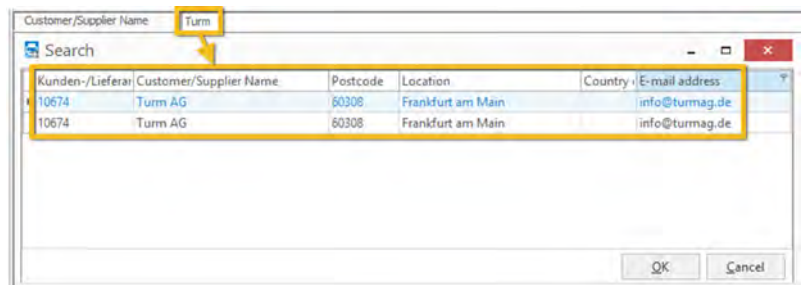 Customer/Supplier Name Turm
Search
Kunden-/Lieferar Customer/Supplier Name Postcode Location Country E-mail address
10674 Turm AG 60308 Frankfurt am Main info@turmag.de
10674 Turm AG 60308 Frankfurt am Main info@turmag.de
OK Cancel